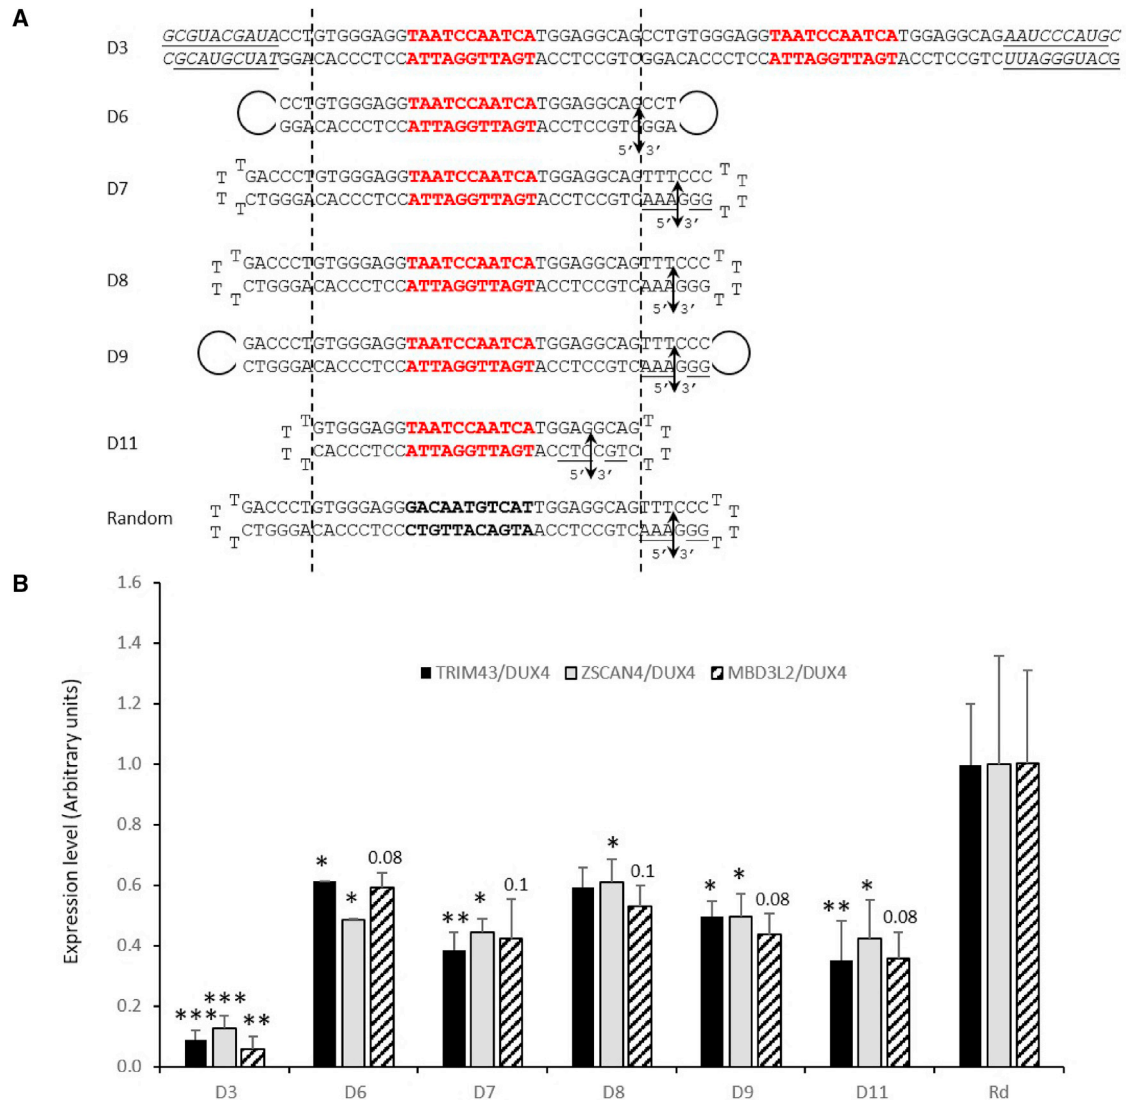 A
D3
GCGUACGAUACCTGTGGGAGGTAATCCAATCATGGAGGCAGCCTGTGGGAGGTAATCCAATCATGGAGGCAGAAUCCCAUGC
CGCAUGCUATGGACACCCTCCATTAGGTTAGTACCTCCGTCGGACACCCTCCATTAGGTTAGTACCTCCGTCUUAGGGUACG
D6
CCTGTGGGAGGTAATCCAATCATGGAGGCAGCCT
GGACACCCTCCATTAGGTTAGTACCTCCGTCGGA
5’ 3’
D7
T T GACCCTGTGGGAGGTAATCCAATCATGGAGGCAGTTTCCC T T
T T CTGGGACACCCTCCATTAGGTTAGTACCTCCGTCAAAGGG T T
5’ 3’
D8
T T GACCCTGTGGGAGGTAATCCAATCATGGAGGCAGTTTCCC T T
T T CTGGGACACCCTCCATTAGGTTAGTACCTCCGTCAAAGGG T T
5’ 3’
D9
GACCCTGTGGGAGGTAATCCAATCATGGAGGCAGTTTCCC
CTGGGACACCCTCCATTAGGTTAGTACCTCCGTCAAAGGG
5’ 3’
D11
T T GTGGGAGGTAATCCAATCATGGAGGCAG T T
T T CACCCTCCATTAGGTTAGTACCTCCGTC T T
5’ 3’
Random
T T GACCCTGTGGGAGGGACAATGTCATTGGAGGCAGTTTCCC T T
T T CTGGGACACCCTCCCTGTTACAGTAACCTCCGTCAAAGGG T T
5’ 3’
B
Expression level (Arbitrary units)
1.6
1.4
1.2
1.0
0.8
0.6
0.4
0.2
0.0
TRIM43/DUX4 ZSCAN4/DUX4 MBD3L2/DUX4
*** *** **
* * 0.08
** * 0.1
* 0.1
* * 0.08
** * 0.08
D3 D6 D7 D8 D9 D11 Rd